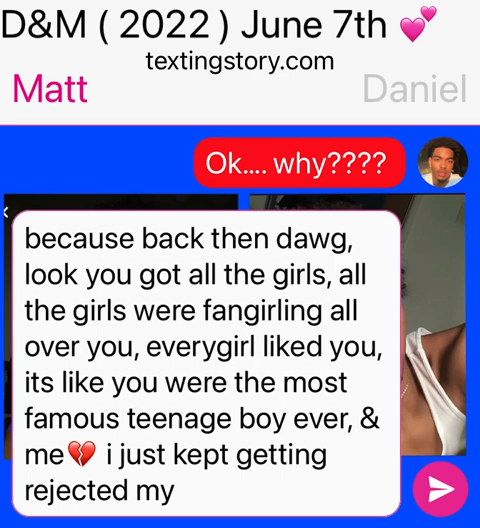 D&M ( 2022 ) June 7th 💕
textingstory.com
Matt Daniel
Ok.... why????
because back then dawg,
look you got all the girls, all
the girls were fangirling all
over you, everygirl liked you,
its like you were the most
famous teenage boy ever, &
me💔 i just kept getting
rejected my